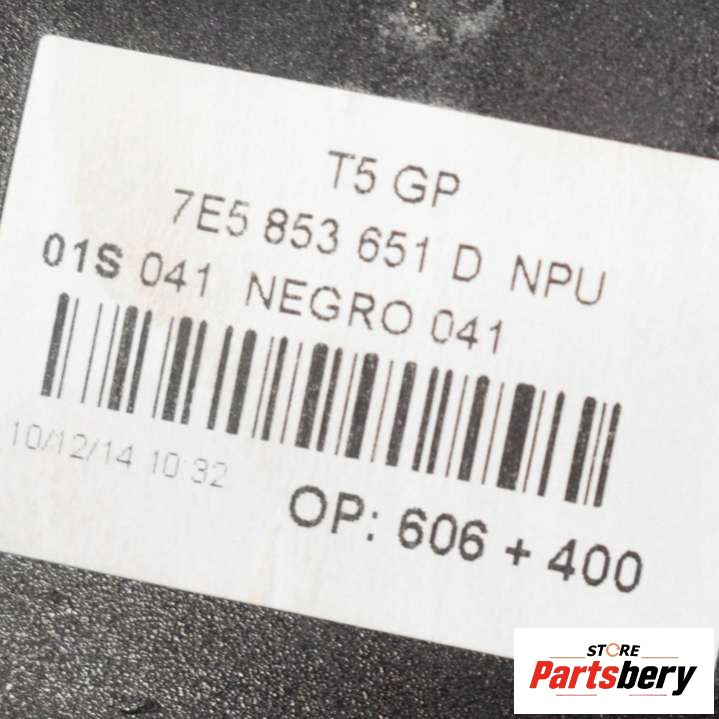 T5 GP
7E5 853 651 D NPU
01S 041 NEGRO 041
10/12/14 10:32
OP: 606 + 400
STORE
Partsbery